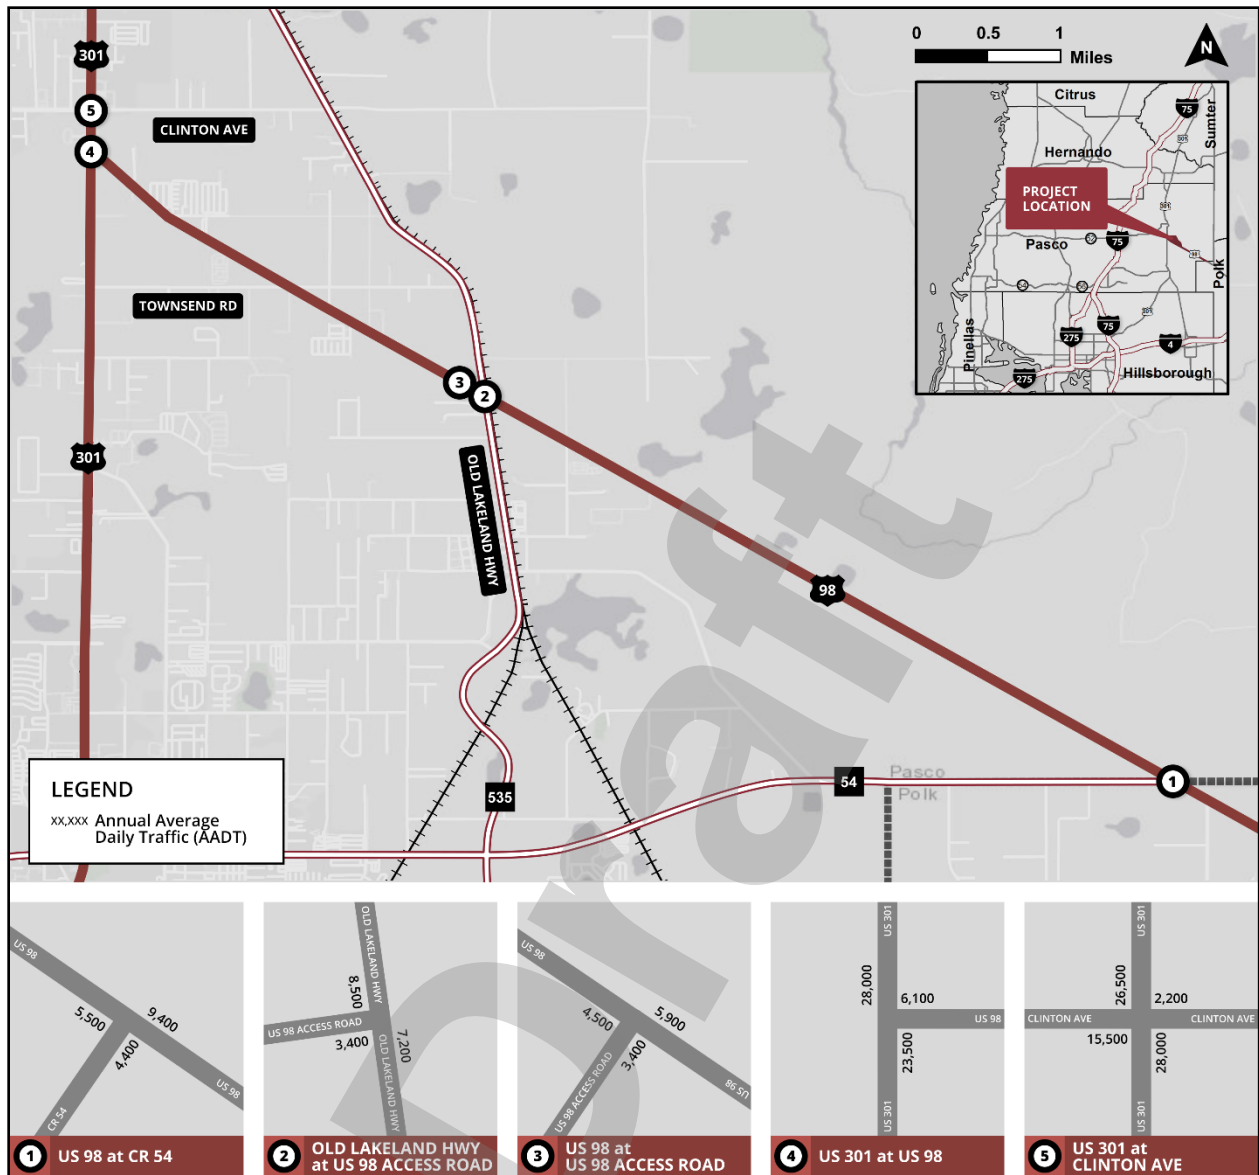 301
5
4
CLINTON AVE
TOWNSEND RD
3
2
301
OLD LAKELAND HWY
98
535
54
Pasco
Polk
1
0 0.5 1
Miles
N
Citrus
75
Sumter
301
Hernando
PROJECT
LOCATION
301
Pasco
52
75
98
Polk
54
56
301
75
275
4
Pinellas
Hillsborough
275
LEGEND
xx,xxx Annual Average
Daily Traffic (AADT)
Draft
US 98
5,500
9,400
4,400
CR 54
US 98
1 US 98 at CR 54
OLD LAKELAND HWY
8,500
US 98 ACCESS ROAD
3,400
7,200
OLD LAKELAND HWY
2 OLD LAKELAND HWY
at US 98 ACCESS ROAD
US 98
4,500
5,900
3,400
US 98 ACCESS ROAD
US 98
3 US 98 at
US 98 ACCESS ROAD
US 301
28,000
6,100
US 98
23,500
US 301
4 US 301 at US 98
US 301
26,500
2,200
CLINTON AVE
CLINTON AVE
15,500
28,000
US 301
5 US 301 at
CLINTON AVE